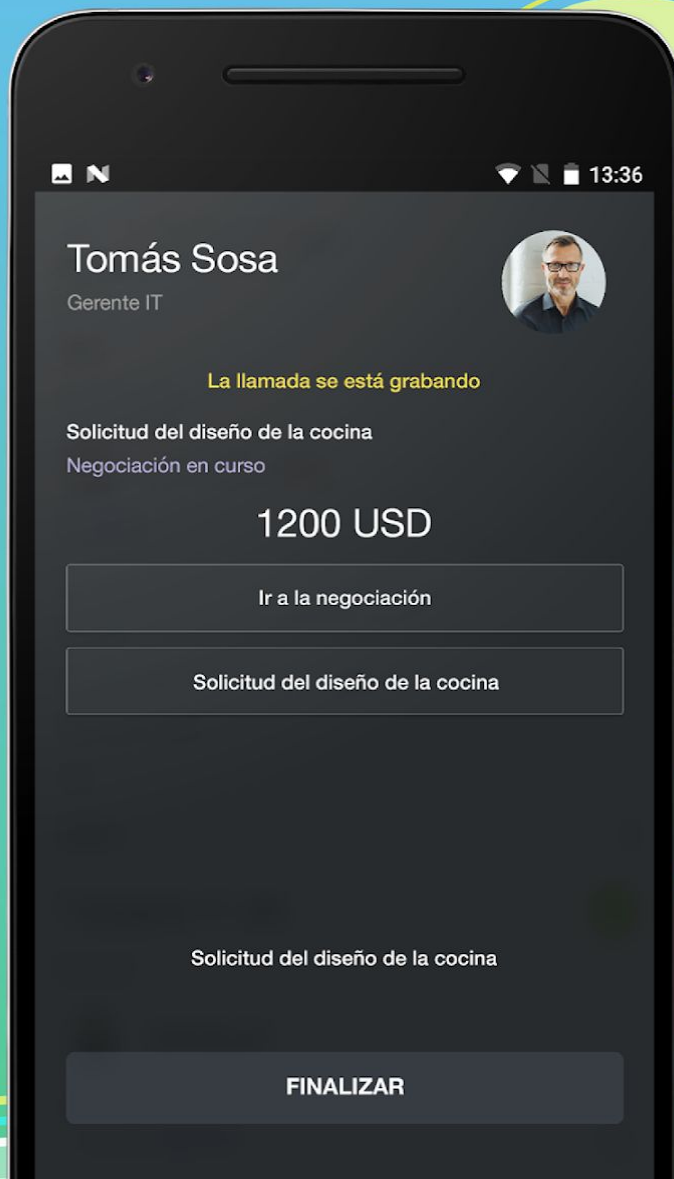 13:36
Tomás Sosa
Gerente IT
La llamada se está grabando
Solicitud del diseño de la cocina
Negociación en curso
1200 USD
Ir a la negociación
Solicitud del diseño de la cocina
Solicitud del diseño de la cocina
FINALIZAR